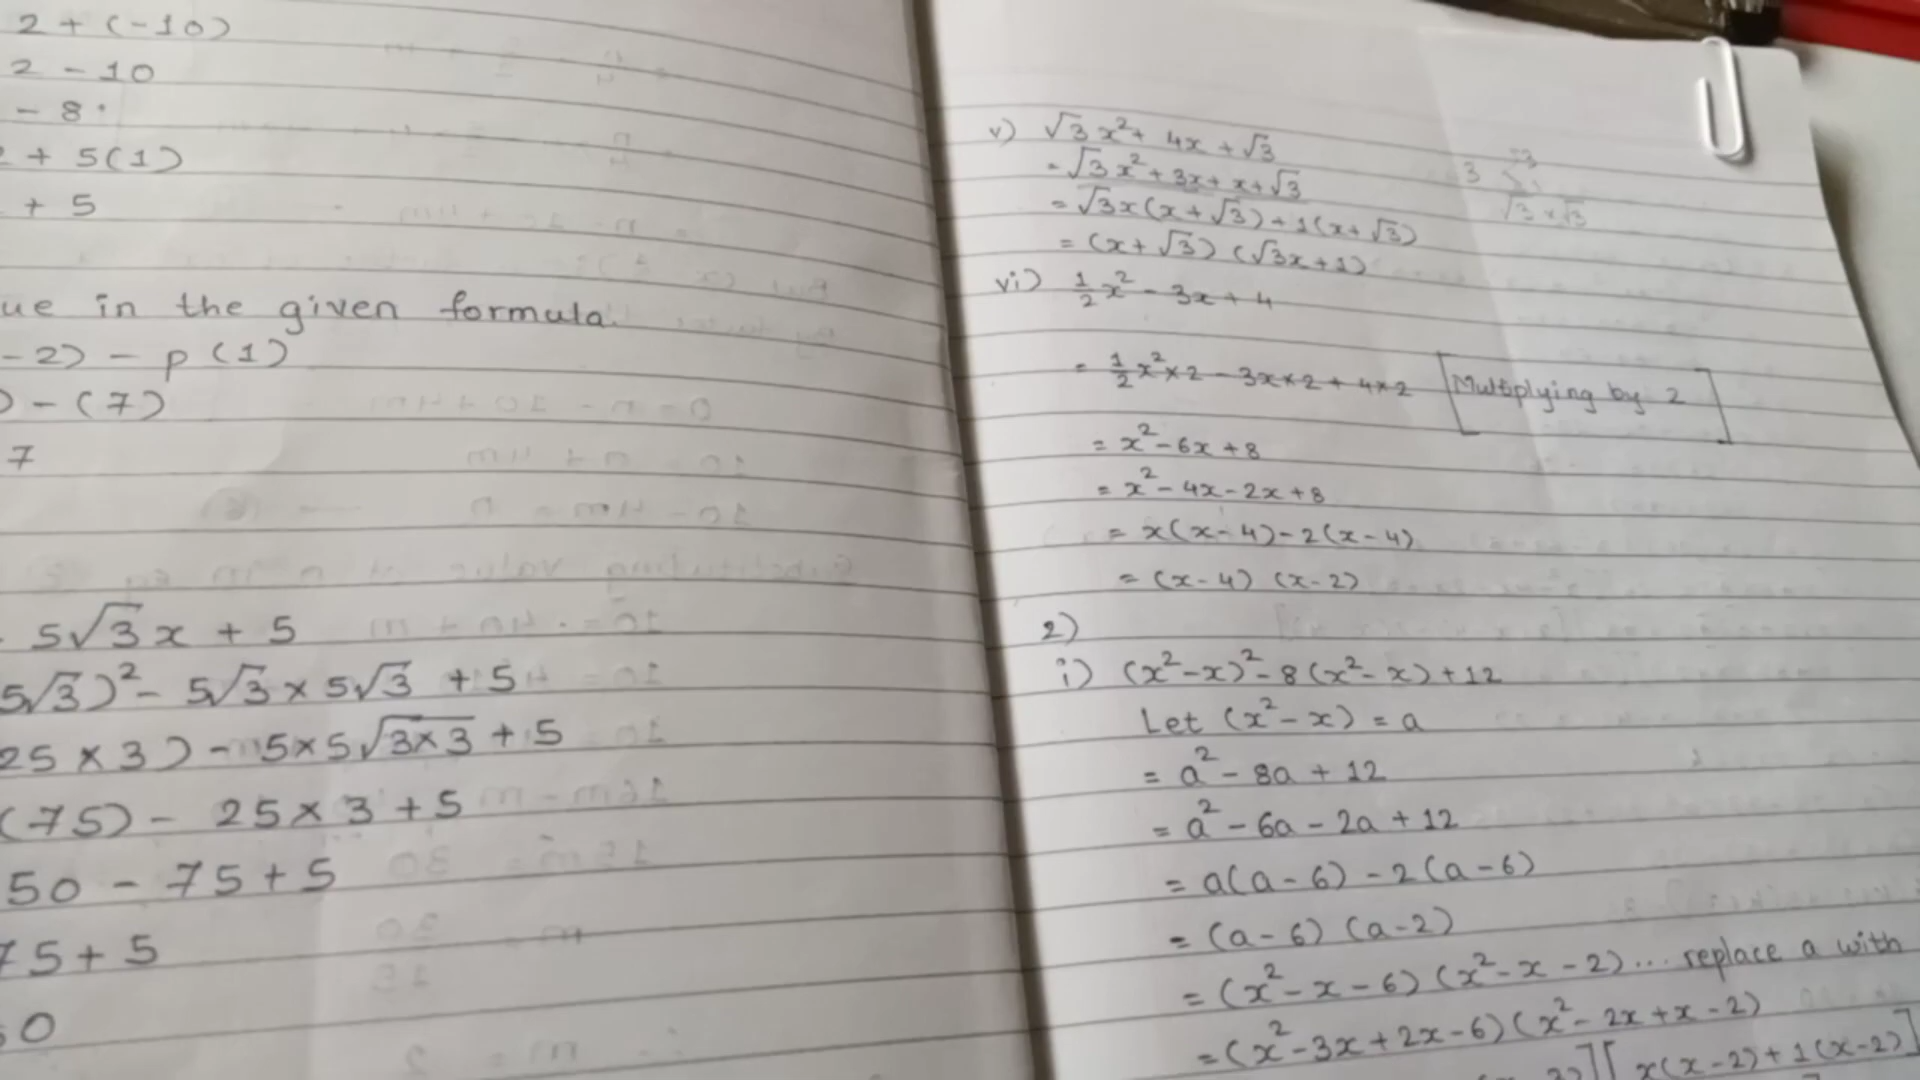 2 + (-10)
2 - 10
- 8
+ 5(1)
+ 5
ue in the given formula.
-2) - p(1)
) - (7)
7
5√3x + 5
5√3)² - 5√3 × 5√3 + 5
25 × 3) - 5×5√3×3 + 5
(75) - 25×3 + 5
50 - 75 + 5
75 + 5
0
v) √3x² + 4x + √3
= √3x² + 3x + x + √3
= √3x(x + √3) + 1(x + √3)
= (x + √3) (√3x + 1)
vi) 1/2 x² - 3x + 4
= 1/2 x² × 2 - 3x × 2 + 4 × 2 [Multiplying by 2]
= x² - 6x + 8
= x² - 4x - 2x + 8
= x(x - 4) - 2(x - 4)
= (x - 4) (x - 2)
2)
i) (x² - x)² - 8(x² - x) + 12
Let (x² - x) = a
= a² - 8a + 12
= a² - 6a - 2a + 12
= a(a - 6) - 2(a - 6)
= (a - 6) (a - 2)
= (x² - x - 6) (x² - x - 2) ... replace a with
= (x² - 3x + 2x - 6) (x² - 2x + x - 2)
] [x(x - 2) + 1(x - 2)]